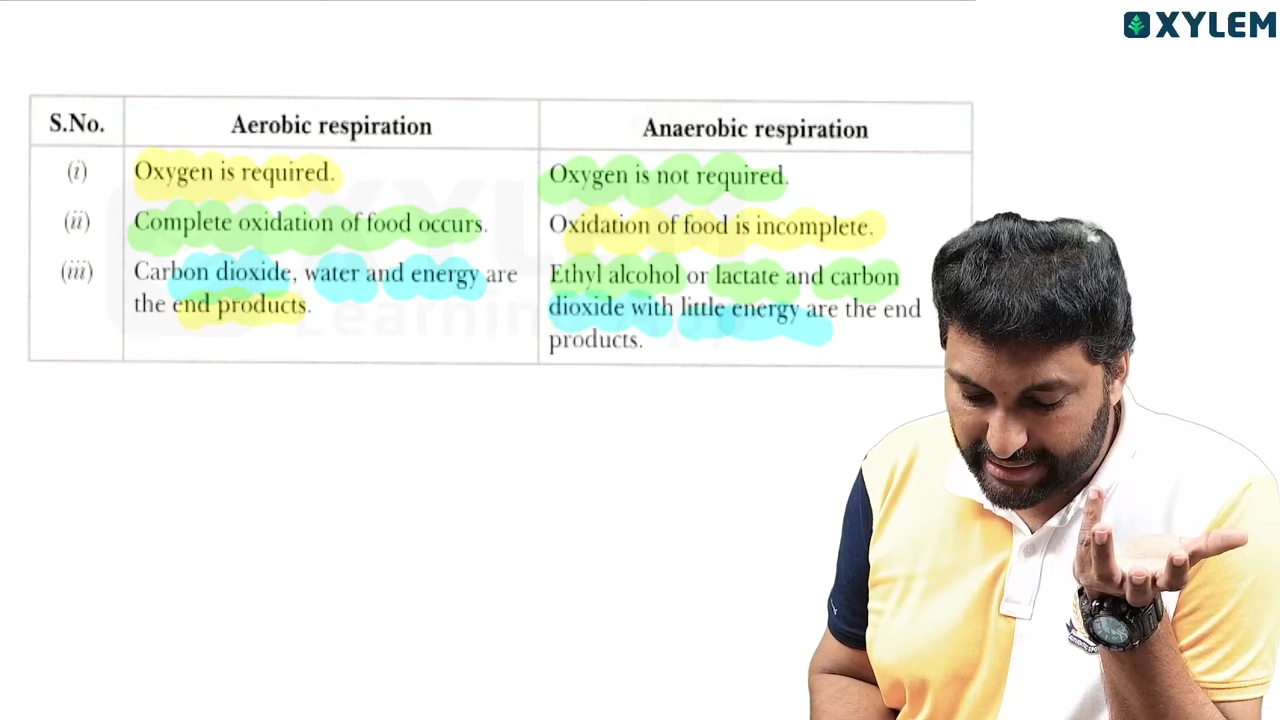 XYLEM
S.No. Aerobic respiration Anaerobic respiration
(i) Oxygen is required. Oxygen is not required.
(ii) Complete oxidation of food occurs. Oxidation of food is incomplete.
(iii) Carbon dioxide, water and energy are Ethyl alcohol or lactate and carbon
the end products. dioxide with little energy are the end
products.